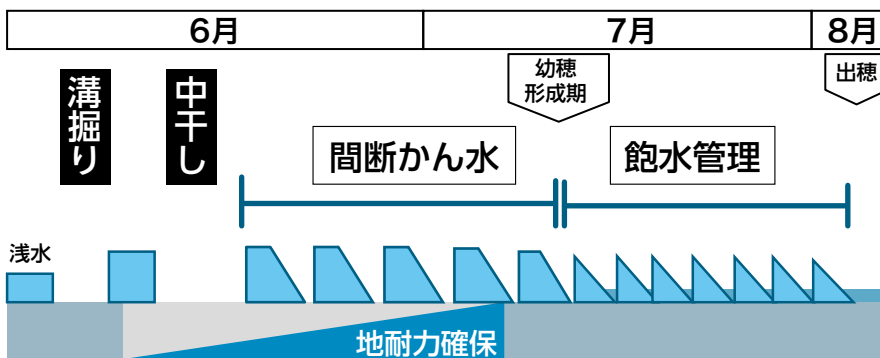 6月
7月
8月
幼穂
形成期
出穂
溝掘り
中干し
間断かん水
飽水管理
浅水
地耐力確保